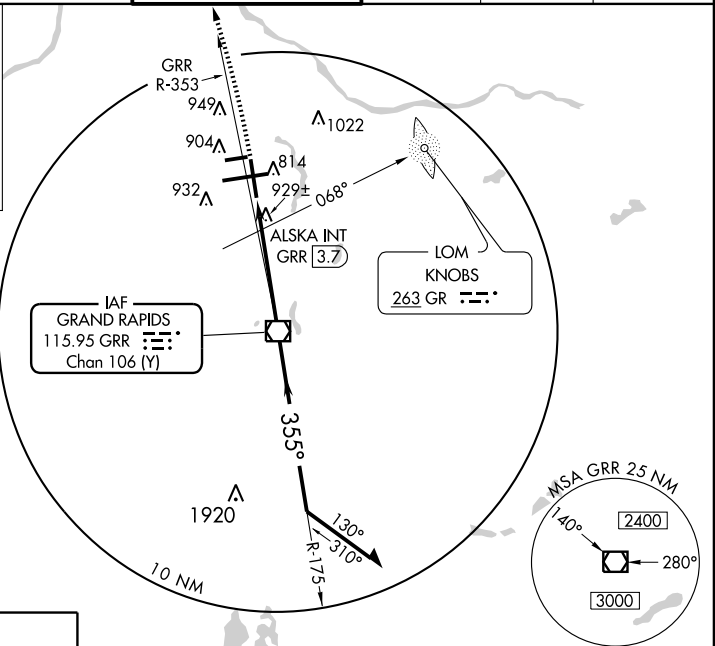 GRR
R-353
949
1022
904
814
932
929±
068°
ALSKA INT
GRR 3.7
LOM
KNOBS
263 GR
IAF
GRAND RAPIDS
115.95 GRR
Chan 106 (Y)
355°
1920
130°
310°
R-175
10 NM
MSA GRR 25 NM
140°
2400
280°
3000